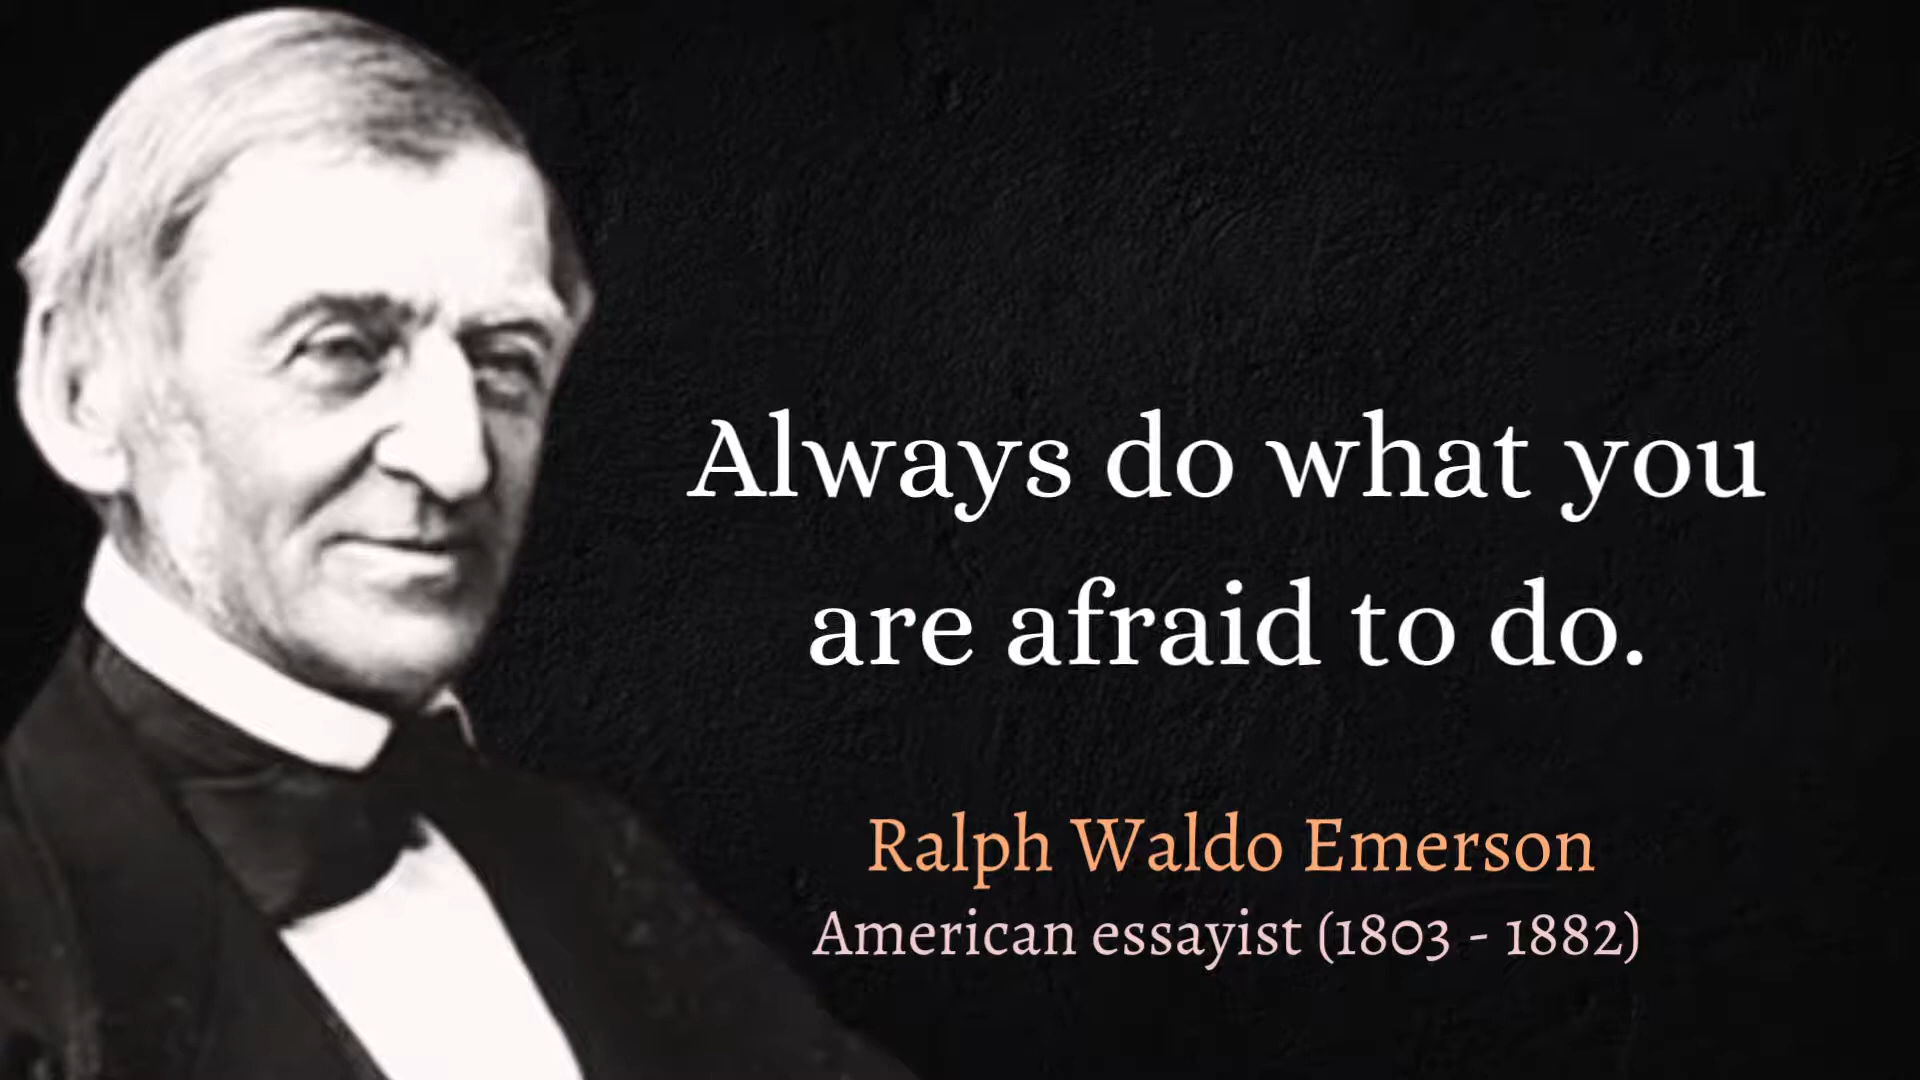 Always do what you
are afraid to do.
Ralph Waldo Emerson
American essayist (1803 - 1882)